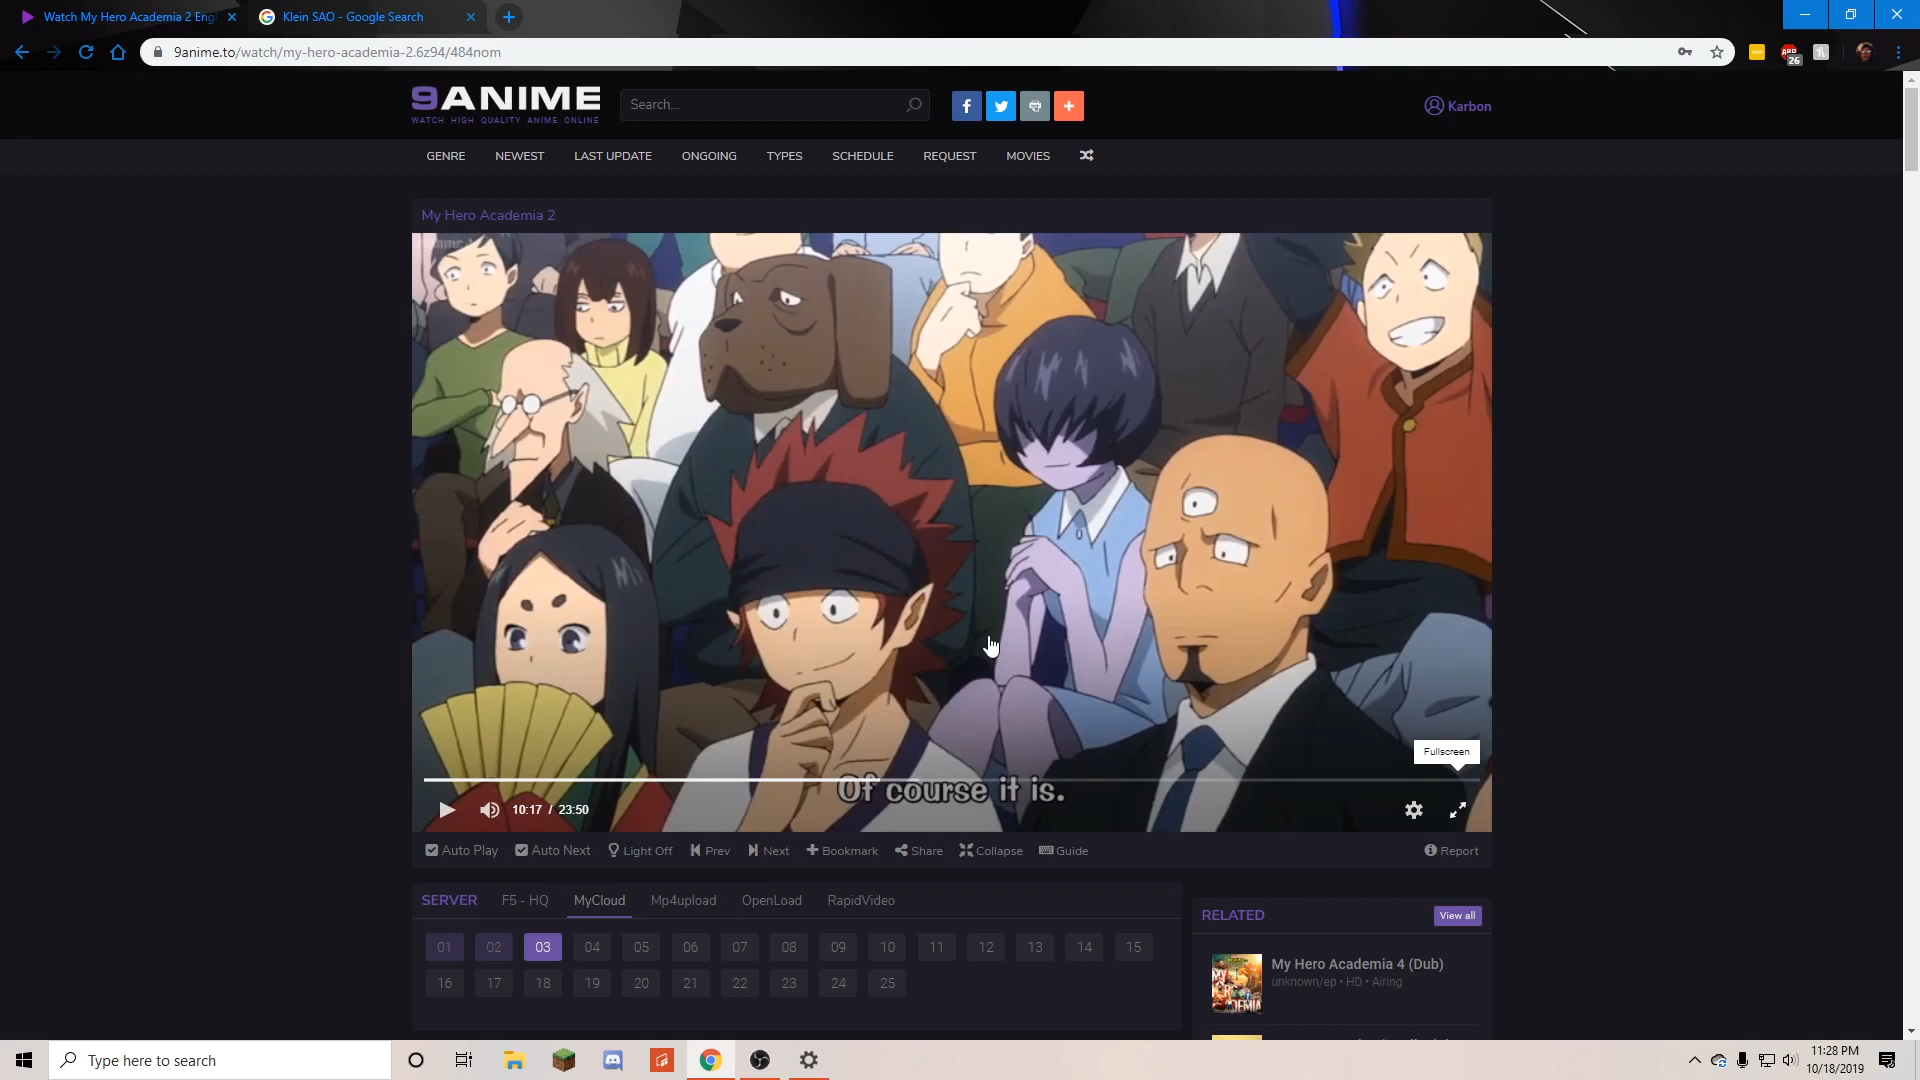 Watch My Hero Academia 2 Engl
Klein SAO - Google Search
9anime.to/watch/my-hero-academia-2.6z94/484nom
ABP
26
9ANIME
WATCH HIGH QUALITY ANIME ONLINE
Search...
Karbon
GENRE NEWEST LAST UPDATE ONGOING TYPES SCHEDULE REQUEST MOVIES
My Hero Academia 2
Of course it is.
Fullscreen
10:17 / 23:50
Auto Play Auto Next Light Off Prev Next Bookmark Share Collapse Guide Report
SERVER F5 - HQ MyCloud Mp4upload OpenLoad RapidVideo
01 02 03 04 05 06 07 08 09 10 11 12 13 14 15
16 17 18 19 20 21 22 23 24 25
RELATED View all
My Hero Academia 4 (Dub)
unknown/ep • HD • Airing
Type here to search
11:28 PM
10/18/2019